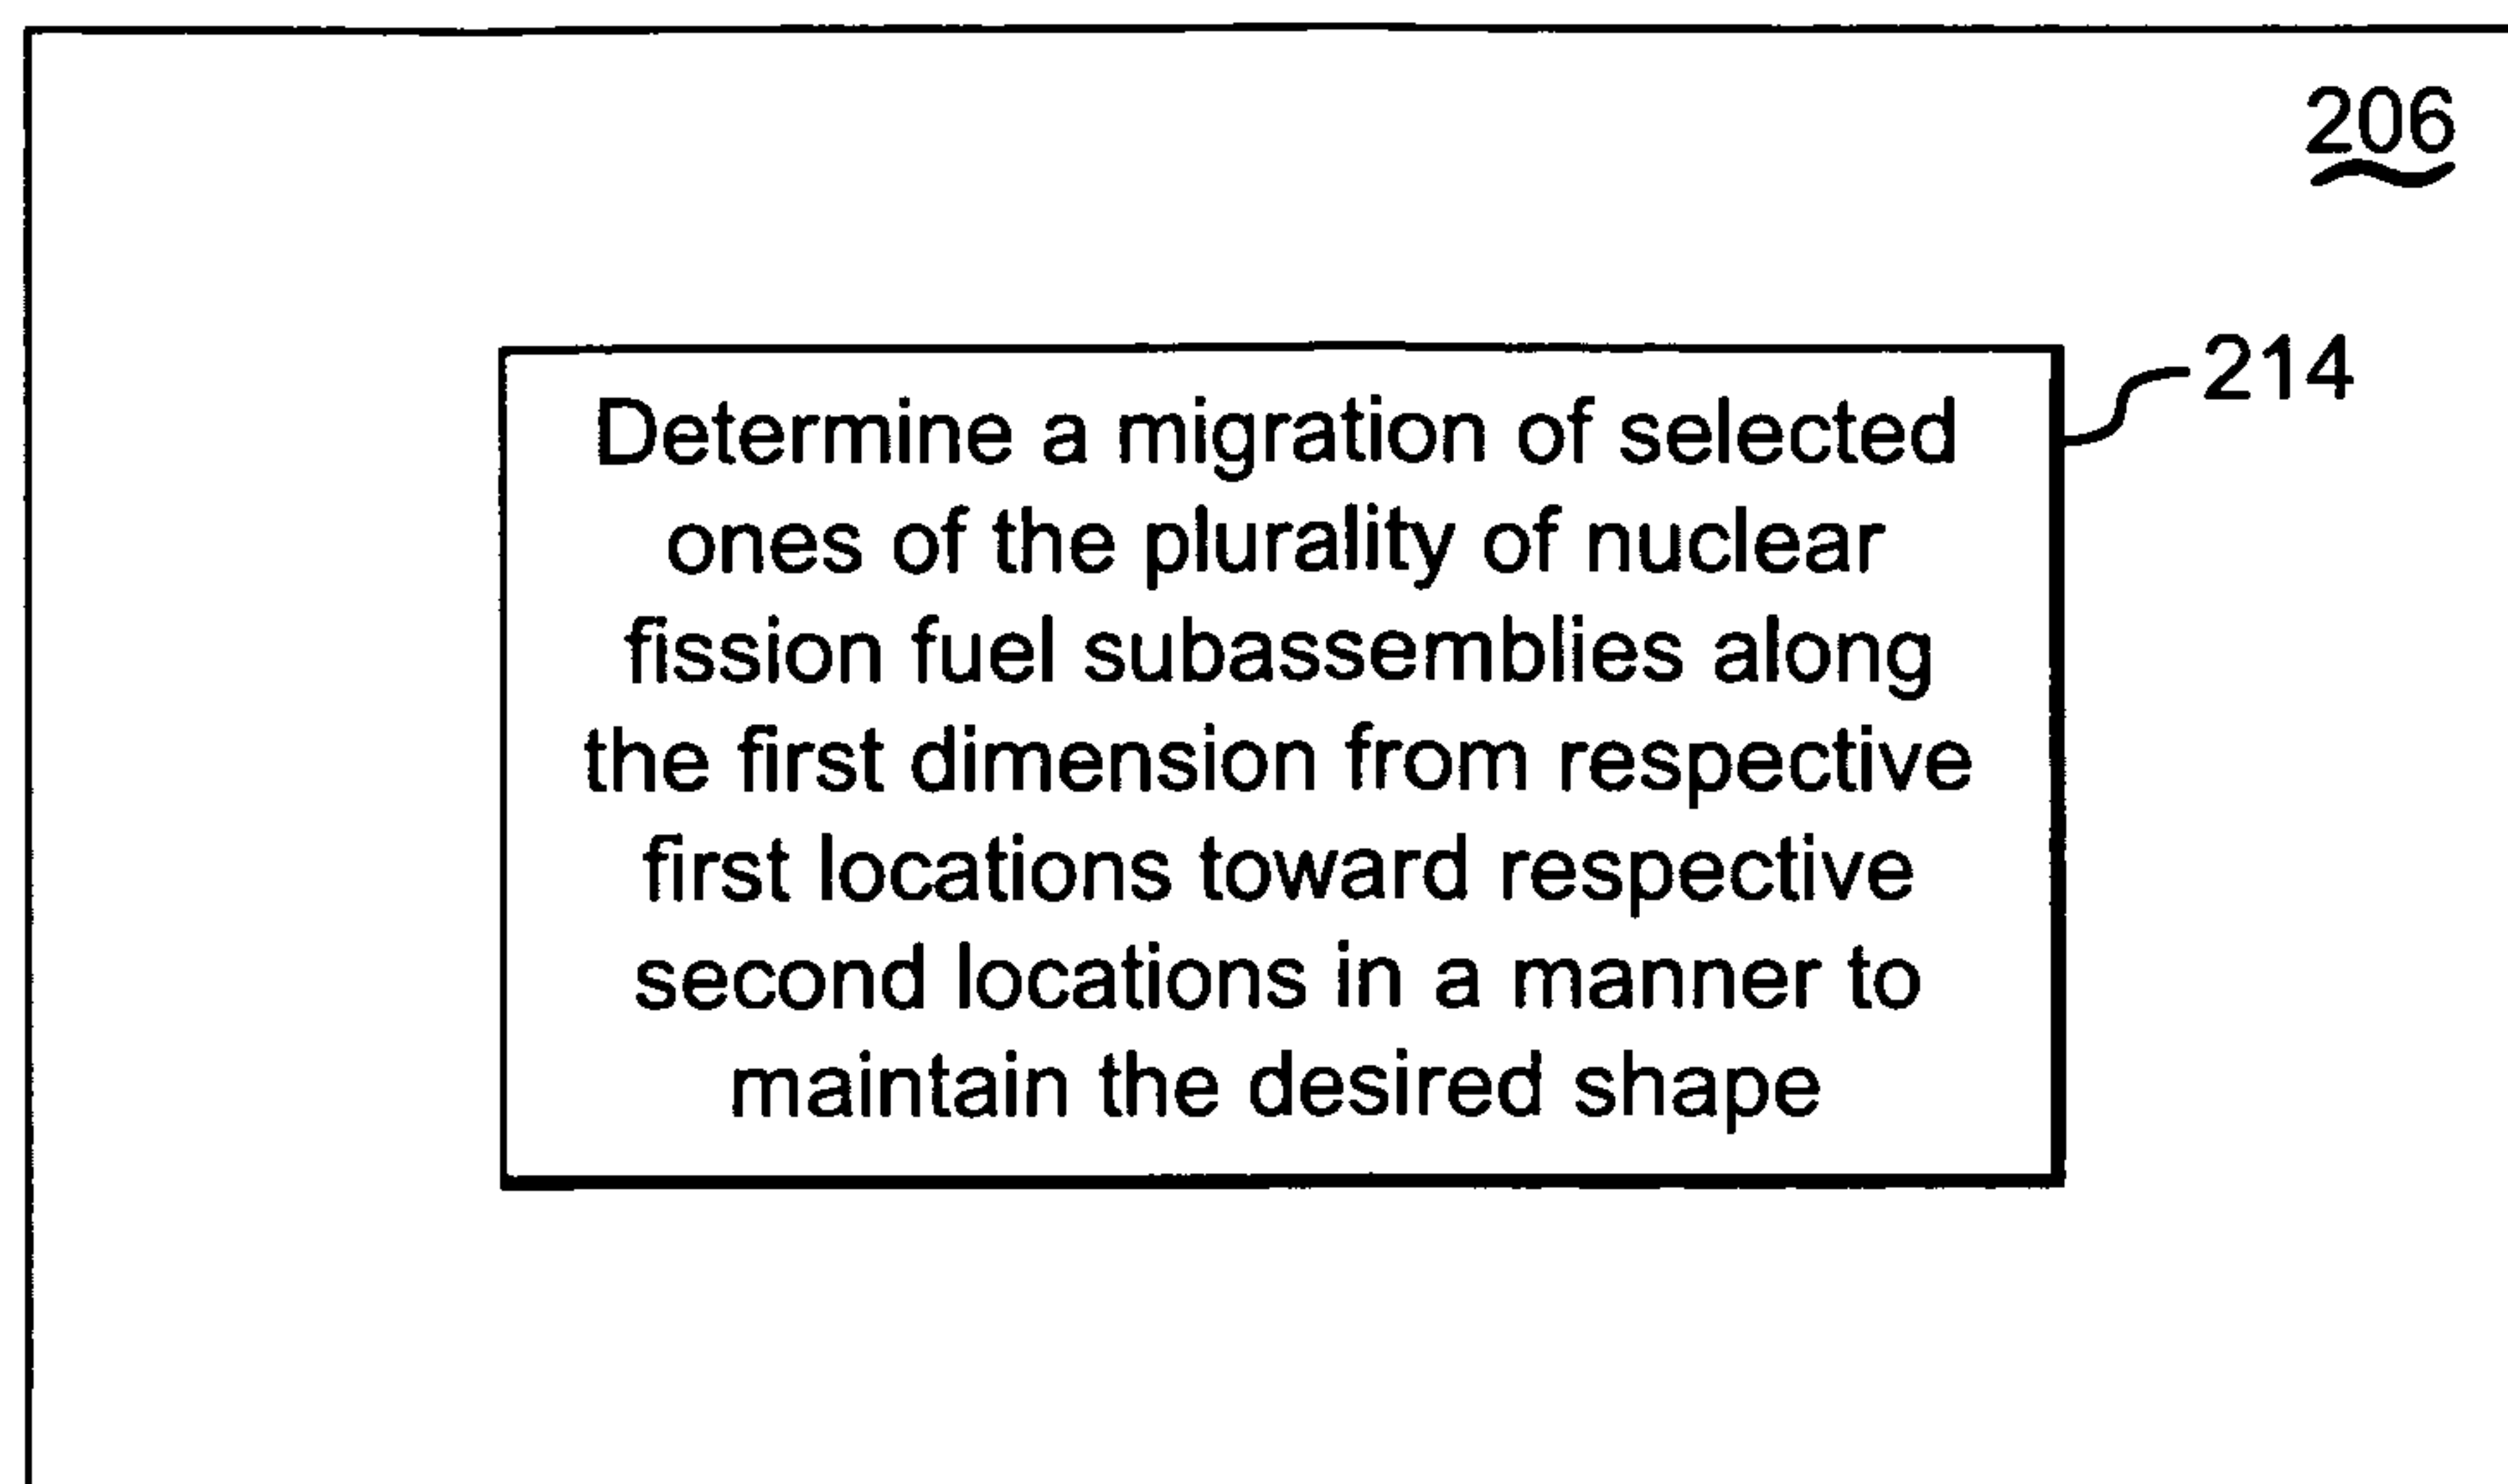 206
214
Determine a migration of selected
ones of the plurality of nuclear
fission fuel subassemblies along
the first dimension from respective
first locations toward respective
second locations in a manner to
maintain the desired shape